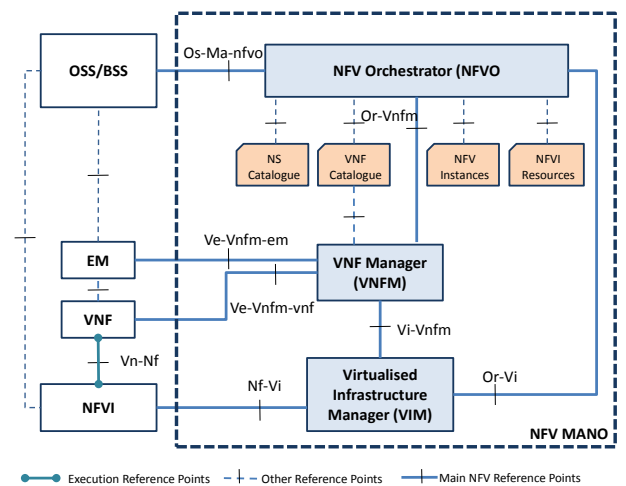 Os-Ma-nfvo
OSS/BSS
NFV Orchestrator (NFVO
Or-Vnfm
NS
Catalogue
VNF
Catalogue
NFV
Instances
NFVI
Resources
Ve-Vnfm-em
EM
VNF Manager
(VNFM)
Ve-Vnfm-vnf
VNF
Vi-Vnfm
Vn-Nf
Virtualised
Infrastructure
Manager (VIM)
Nf-Vi
Or-Vi
NFVI
NFV MANO
Execution Reference Points
Other Reference Points
Main NFV Reference Points